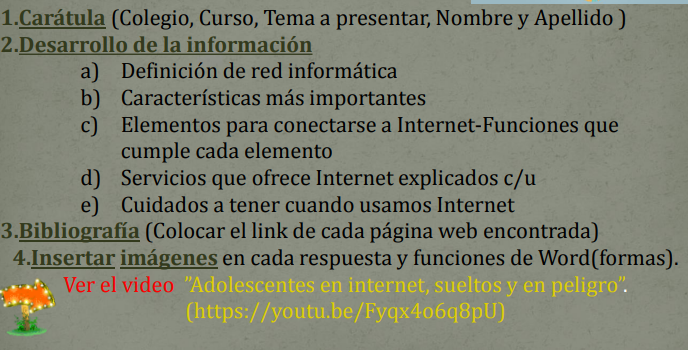 1.Carátula (Colegio, Curso, Tema a presentar, Nombre y Apellido )
2.Desarrollo de la información
a) Definición de red informática
b) Características más importantes
c) Elementos para conectarse a Internet-Funciones que
cumple cada elemento
d) Servicios que ofrece Internet explicados c/u
e) Cuidados a tener cuando usamos Internet
3.Bibliografía (Colocar el link de cada página web encontrada)
4.Insertar imágenes en cada respuesta y funciones de Word(formas).
Ver el video "Adolescentes en internet, sueltos y en peligro".
(https://youtu.be/Fyqx4o6q8pU)